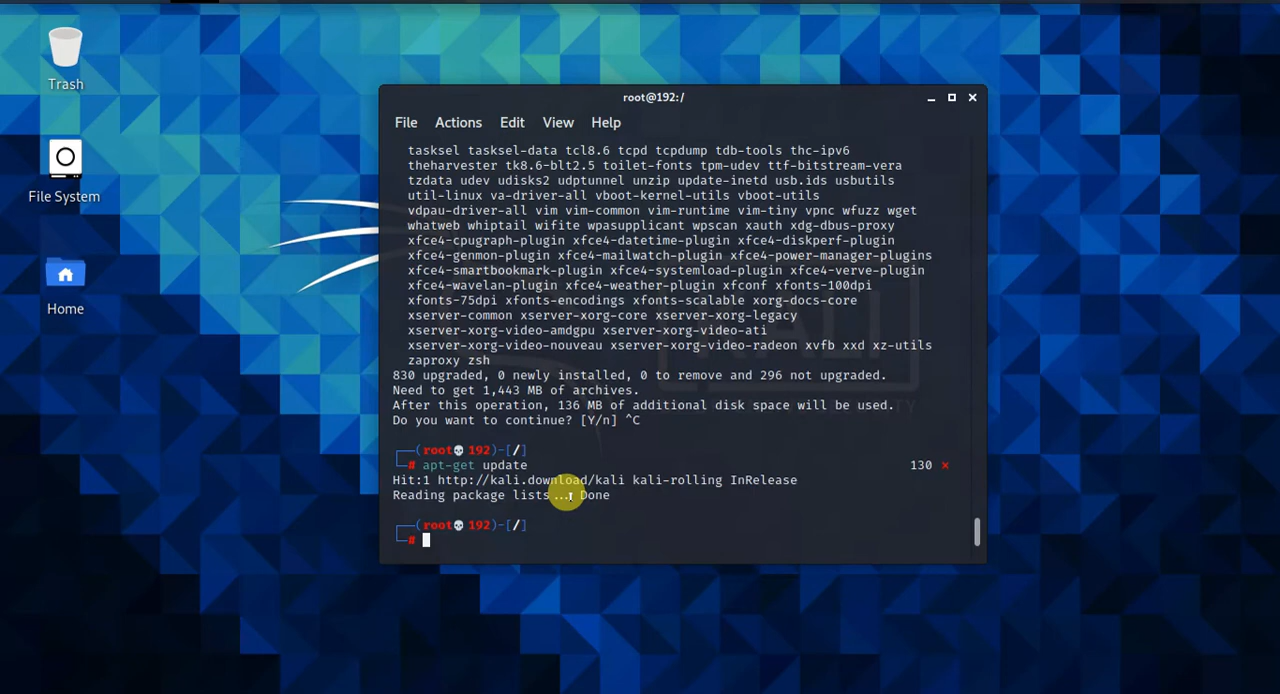 Trash
File System
Home
root@192:/
File Actions Edit View Help
tasksel tasksel-data tcl8.6 tcpd tcpdump tdb-tools thc-ipv6
theharvester tk8.6-blt2.5 toilet-fonts tpm-udev ttf-bitstream-vera
tzdata udev udisks2 udptunnel unzip update-inetd usb.ids usbutils
util-linux va-driver-all vboot-kernel-utils vboot-utils
vdpau-driver-all vim vim-common vim-runtime vim-tiny vpnc wfuzz wget
whatweb whiptail wifite wpasupplicant wpscan xauth xdg-dbus-proxy
xfce4-cpugraph-plugin xfce4-datetime-plugin xfce4-diskperf-plugin
xfce4-genmon-plugin xfce4-mailwatch-plugin xfce4-power-manager-plugins
xfce4-smartbookmark-plugin xfce4-systemload-plugin xfce4-verve-plugin
xfce4-wavelan-plugin xfce4-weather-plugin xfconf xfonts-100dpi
xfonts-75dpi xfonts-encodings xfonts-scalable xorg-docs-core
xserver-common xserver-xorg-core xserver-xorg-legacy
xserver-xorg-video-amdgpu xserver-xorg-video-ati
xserver-xorg-video-nouveau xserver-xorg-video-radeon xvfb xxd xz-utils
zaproxy zsh
830 upgraded, 0 newly installed, 0 to remove and 296 not upgraded.
Need to get 1,443 MB of archives.
After this operation, 136 MB of additional disk space will be used.
Do you want to continue? [Y/n] ^C
┌──(root💀192)-[/]
└─# apt-get update 130 ⨯
Hit:1 http://kali.download/kali kali-rolling InRelease
Reading package lists... Done
┌──(root💀192)-[/]
└─#